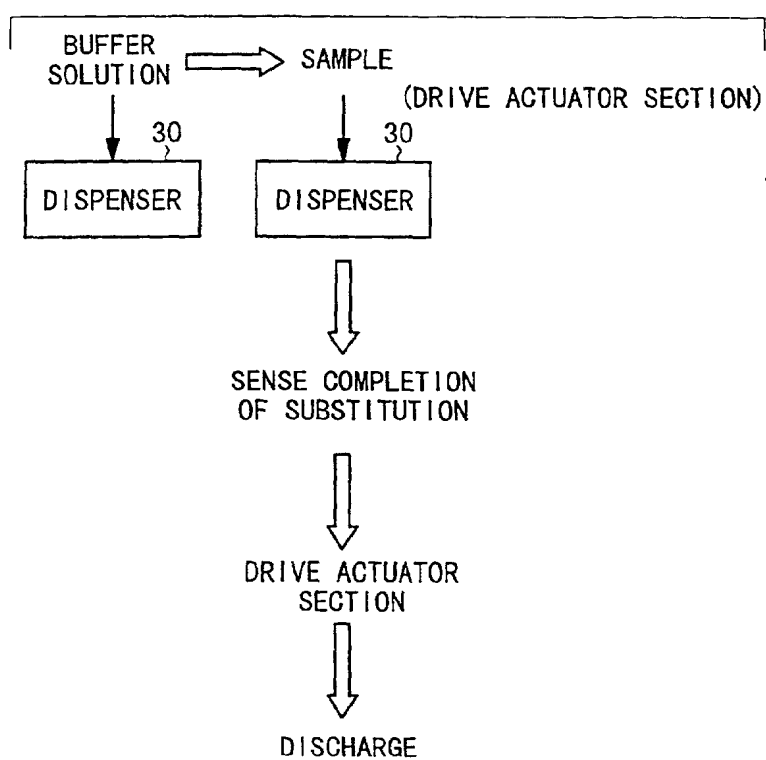 BUFFER
SOLUTION
SAMPLE
(DRIVE ACTUATOR SECTION)
30
30
DISPENSER
DISPENSER
SENSE COMPLETION
OF SUBSTITUTION
DRIVE ACTUATOR
SECTION
DISCHARGE